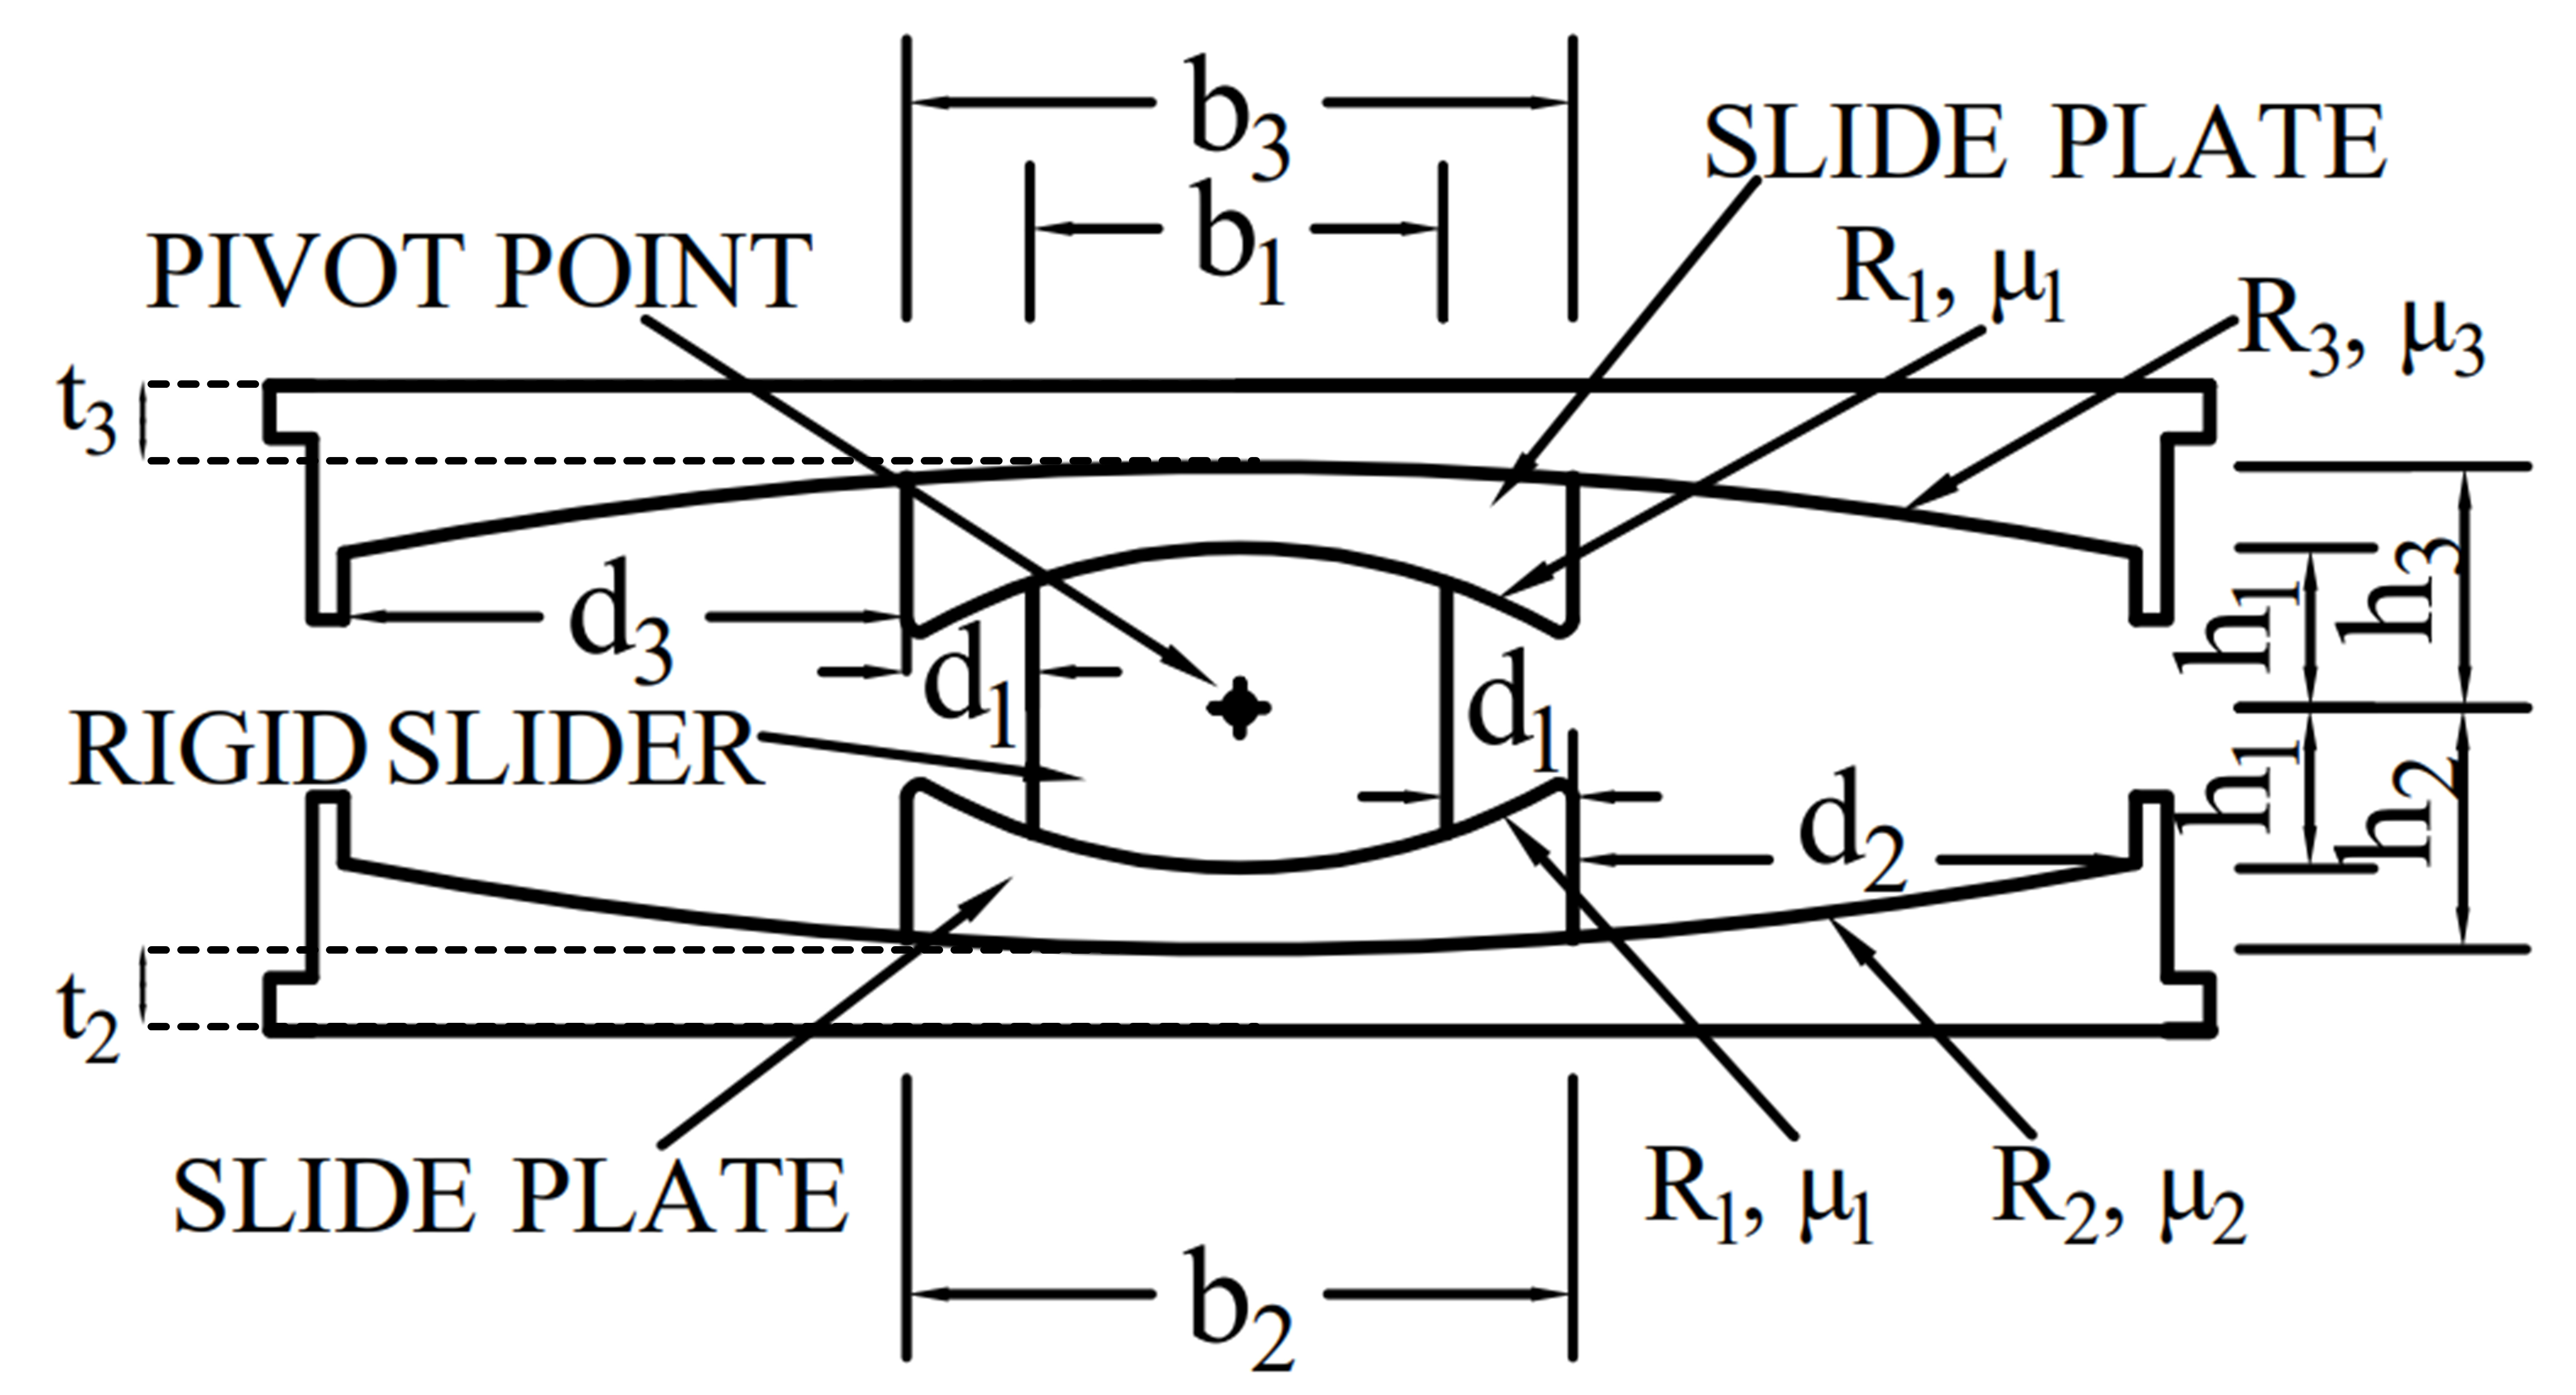 b3
SLIDE PLATE
b1
R1, μ1
PIVOT POINT
R3, μ3
t3
h3
h1
d3
d1
d1
RIGID SLIDER
h1
h2
d2
t2
SLIDE PLATE
R1, μ1
R2, μ2
b2